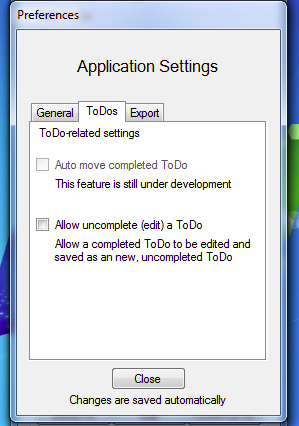 Preferences
Application Settings
General ToDos Export
ToDo-related settings
Auto move completed ToDo
This feature is still under development
Allow uncomplete (edit) a ToDo
Allow a completed ToDo to be edited and
saved as an new, uncompleted ToDo
Close
Changes are saved automatically